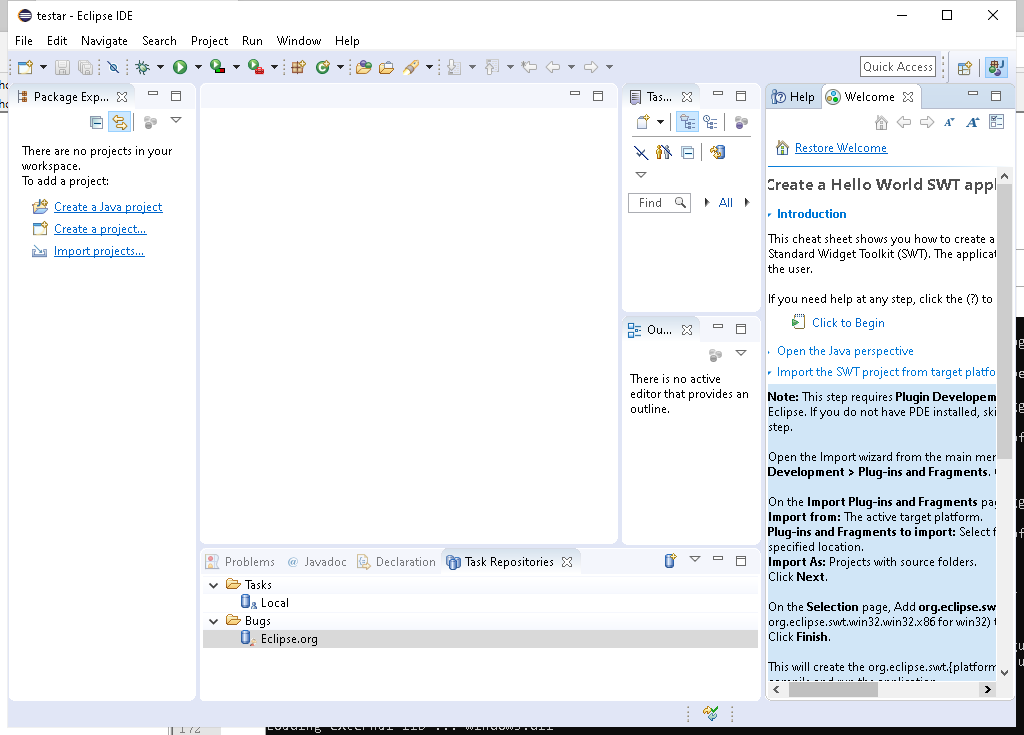 testar - Eclipse IDE
File Edit Navigate Search Project Run Window Help
Quick Access
Package Exp...
There are no projects in your
workspace.
To add a project:
Create a Java project
Create a project...
Import projects...
Tas...
Find
All
Ou...
There is no active
editor that provides an
outline.
Help
Welcome
Restore Welcome
Create a Hello World SWT appl
Introduction
This cheat sheet shows you how to create a
Standard Widget Toolkit (SWT). The applicat
the user.
If you need help at any step, click the (?) to
Click to Begin
Open the Java perspective
Import the SWT project from target platfo
Note: This step requires Plugin Developem
Eclipse. If you do not have PDE installed, ski
step.
Open the Import wizard from the main mer
Development > Plug-ins and Fragments.
On the Import Plug-ins and Fragments pag
Import from: The active target platform.
Plug-ins and Fragments to import: Select f
specified location.
Import As: Projects with source folders.
Click Next.
On the Selection page, Add org.eclipse.sw
org.eclipse.swt.win32.win32.x86 for win32) t
Click Finish.
This will create the org.eclipse.swt.{platform
compile and run the application.
Problems
@ Javadoc
Declaration
Task Repositories
Tasks
Local
Bugs
Eclipse.org
172
Loading external lib ... windows.dll